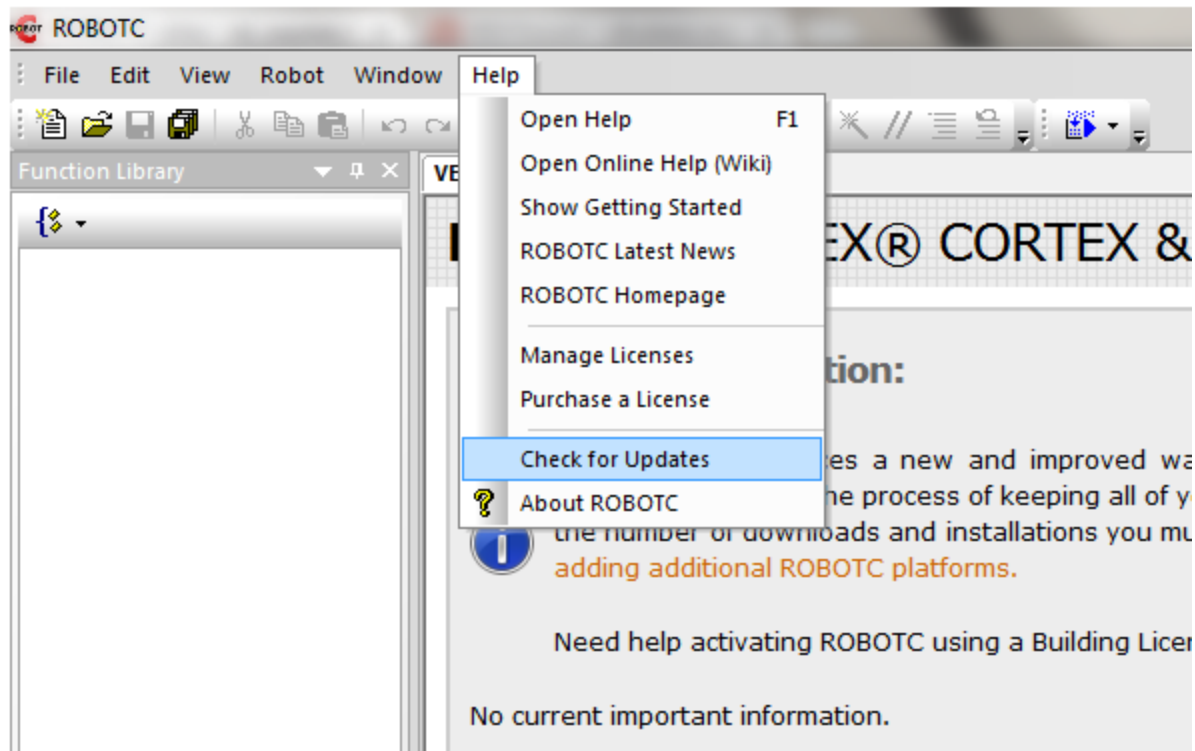 ROBOTC
File Edit View Robot Window Help
Open Help F1
Open Online Help (Wiki)
Show Getting Started
ROBOTC Latest News
ROBOTC Homepage
Manage Licenses
Purchase a License
Check for Updates
About ROBOTC
Function Library
VE
EX® CORTEX &
tion:
es a new and improved wa
he process of keeping all of y
the number of downloads and installations you mu
adding additional ROBOTC platforms.
Need help activating ROBOTC using a Building Licen
No current important information.